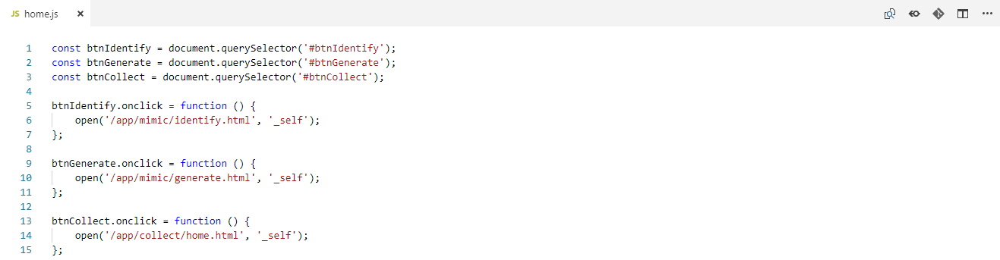 JS home.js ×
1 const btnIdentify = document.querySelector('#btnIdentify');
2 const btnGenerate = document.querySelector('#btnGenerate');
3 const btnCollect = document.querySelector('#btnCollect');
4
5 btnIdentify.onclick = function () {
6     open('/app/mimic/identify.html', '_self');
7 };
8
9 btnGenerate.onclick = function () {
10     open('/app/mimic/generate.html', '_self');
11 };
12
13 btnCollect.onclick = function () {
14     open('/app/collect/home.html', '_self');
15 };